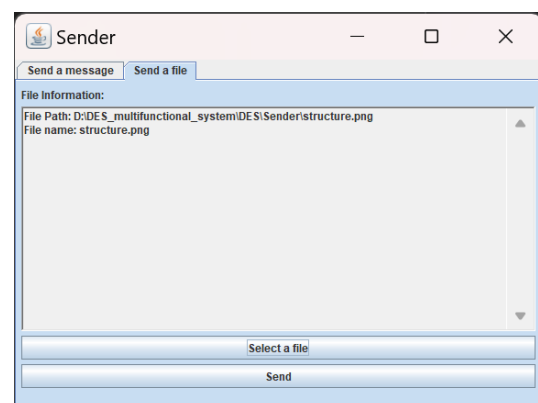 Sender
Send a message Send a file
File Information:
File Path: D:\DES_multifunctional_system\DES\Sender\structure.png
File name: structure.png
Select a file
Send